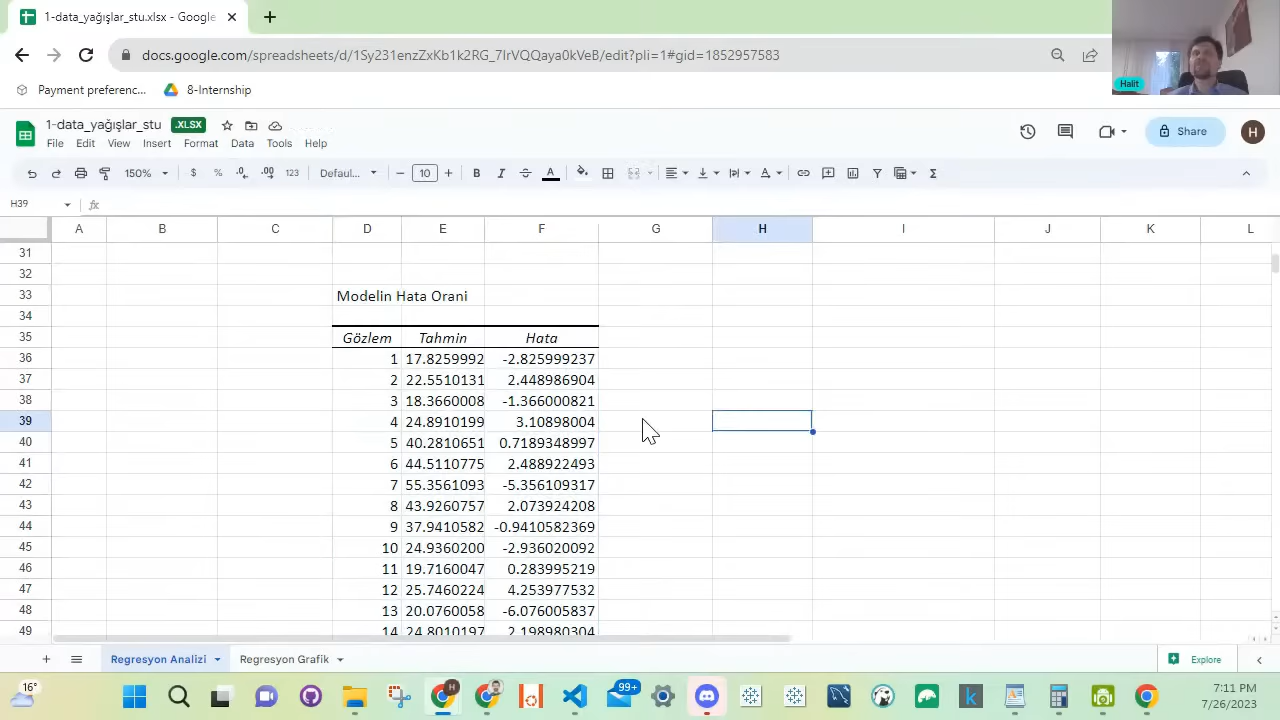 1-data_yağışlar_stu.xlsx - Google
docs.google.com/spreadsheets/d/1Sy231enzZxKb1k2RG_7IrVQQaya0kVeB/edit?pli=1#gid=1852957583
Payment preferenc... 8-Internship
Halit
1-data_yağışlar_stu .XLSX
File Edit View Insert Format Data Tools Help
Share H
150% $ % .0 .00 123 Defaul... 10 B I A
H39 fx
A B C D E F G H I J K L
31
32
33 Modelin Hata Orani
34
35 Gözlem Tahmin Hata
36 1 17.8259992 -2.825999237
37 2 22.5510131 2.448986904
38 3 18.3660008 -1.366000821
39 4 24.8910199 3.10898004
40 5 40.2810651 0.7189348997
41 6 44.5110775 2.488922493
42 7 55.3561093 -5.356109317
43 8 43.9260757 2.073924208
44 9 37.9410582 -0.9410582369
45 10 24.9360200 -2.936020092
46 11 19.7160047 0.283995219
47 12 25.7460224 4.253977532
48 13 20.0760058 -6.076005837
49 14 24.8010197 2.198980304
Regresyon Analizi Regresyon Grafik Explore
16° H 99+ k 7:11 PM
7/26/2023